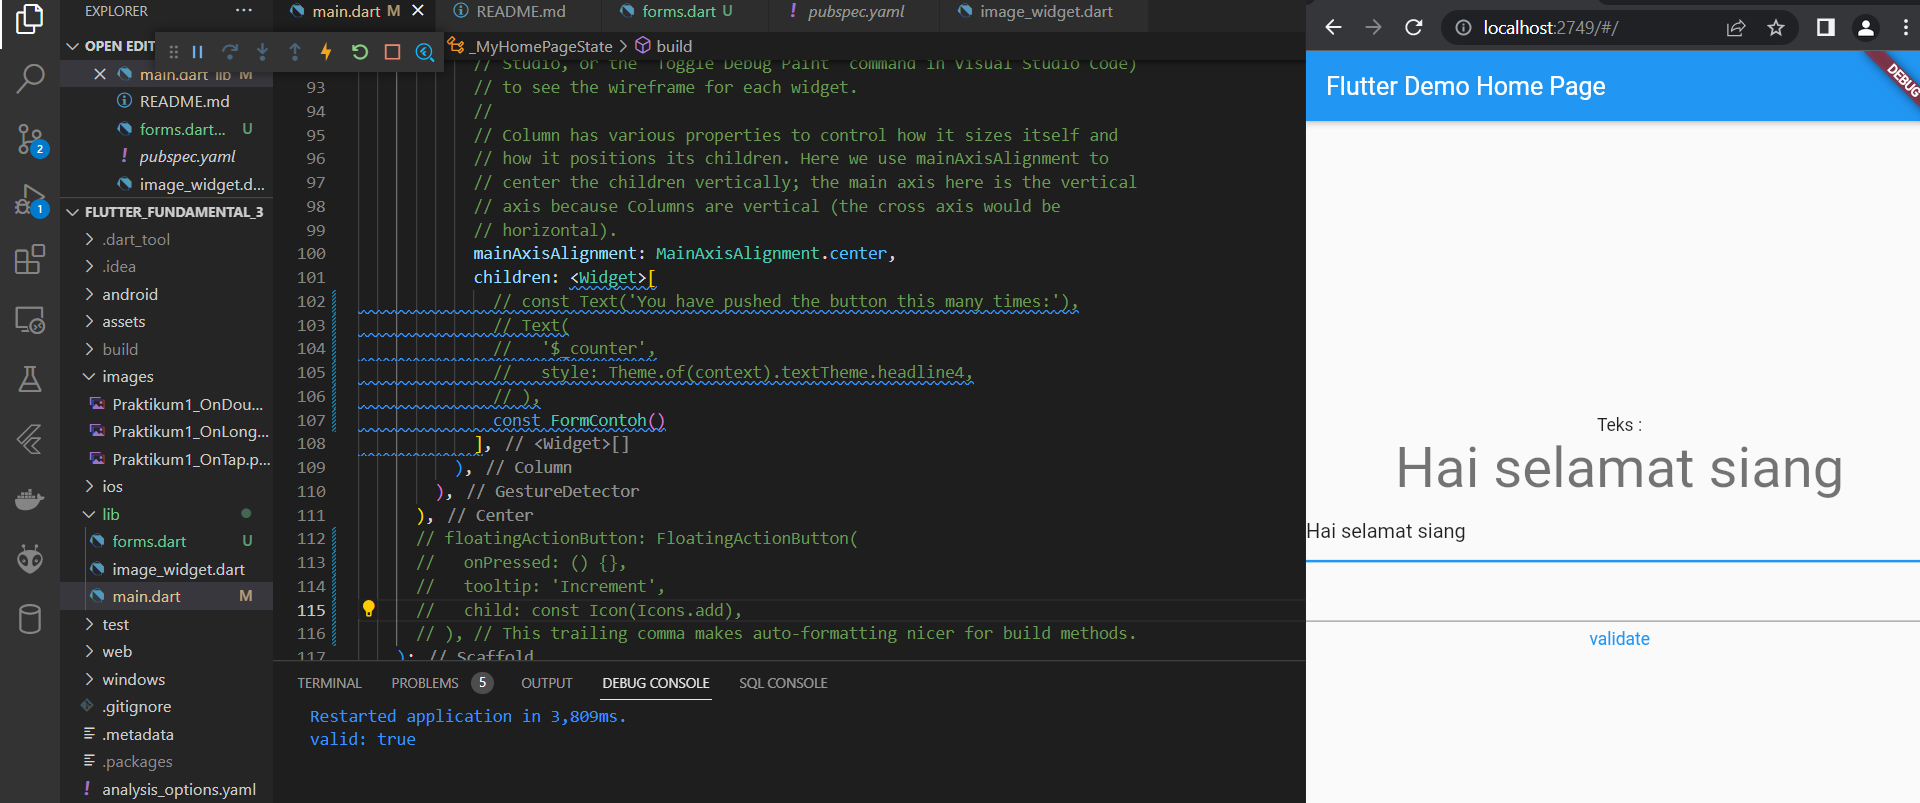 EXPLORER
OPEN EDIT
main.dart lib M
README.md
forms.dart... U
pubspec.yaml
image_widget.d...
FLUTTER_FUNDAMENTAL_3
.dart_tool
.idea
android
assets
build
images
Praktikum1_OnDou...
Praktikum1_OnLong...
Praktikum1_OnTap.p...
ios
lib
forms.dart U
image_widget.dart
main.dart M
test
web
windows
.gitignore
.metadata
.packages
analysis_options.yaml
2
1
main.dart M README.md forms.dart U pubspec.yaml image_widget.dart
_MyHomePageState > build
// Studio, or the "Toggle Debug Paint" command in Visual Studio Code)
93 // to see the wireframe for each widget.
94 //
95 // Column has various properties to control how it sizes itself and
96 // how it positions its children. Here we use mainAxisAlignment to
97 // center the children vertically; the main axis here is the vertical
98 // axis because Columns are vertical (the cross axis would be
99 // horizontal).
100 mainAxisAlignment: MainAxisAlignment.center,
101 children: <Widget>[
102 // const Text('You have pushed the button this many times:'),
103 // Text(
104 //   '$_counter',
105 //   style: Theme.of(context).textTheme.headline4,
106 // ),
107 const FormContoh()
108 ], // <Widget>[]
109 ), // Column
110 ), // GestureDetector
111 ), // Center
112 // floatingActionButton: FloatingActionButton(
113 //   onPressed: () {},
114 //   tooltip: 'Increment',
115 //   child: const Icon(Icons.add),
116 // ), // This trailing comma makes auto-formatting nicer for build methods.
117 ); // Scaffold
TERMINAL PROBLEMS 5 OUTPUT DEBUG CONSOLE SQL CONSOLE
Restarted application in 3,809ms.
valid: true
localhost:2749/#/
Flutter Demo Home Page
DEBUG
Teks :
Hai selamat siang
Hai selamat siang
validate